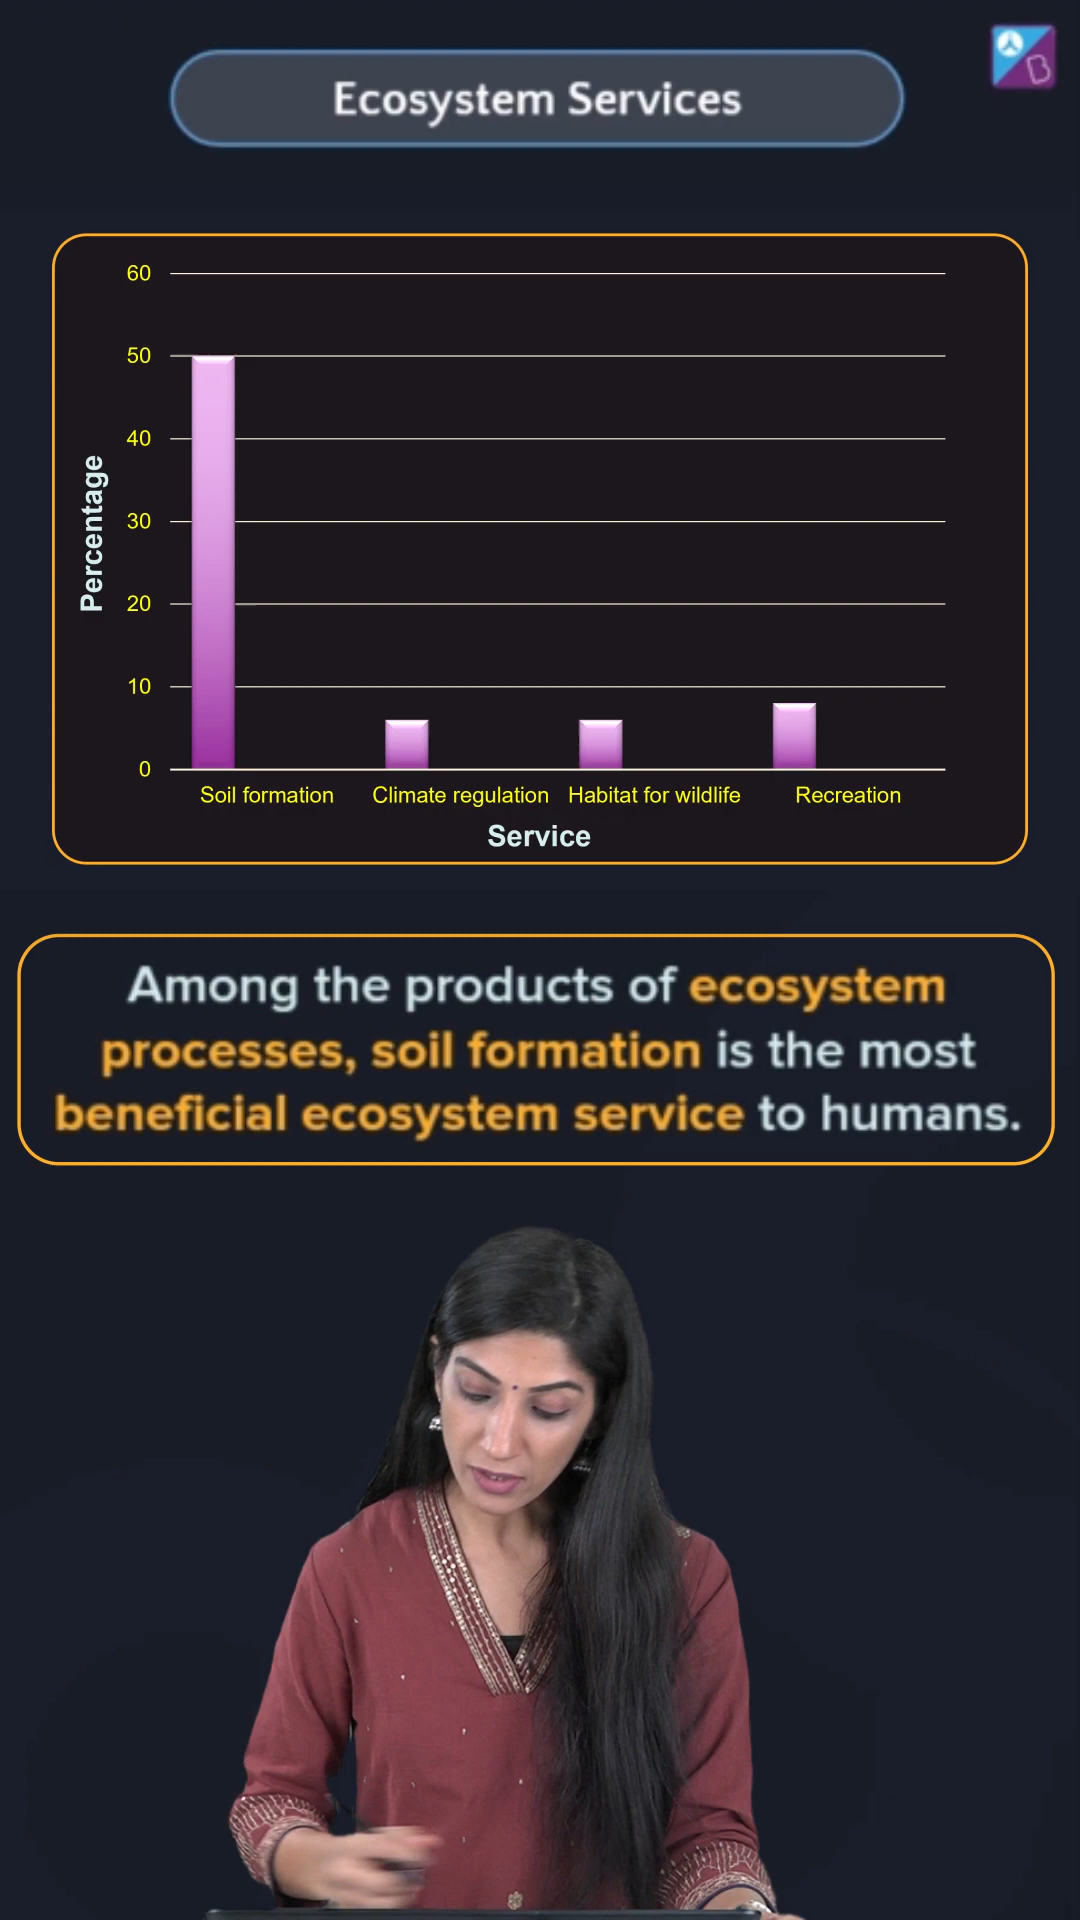 Ecosystem Services
60
50
40
30
20
10
0
Percentage
Soil formation Climate regulation Habitat for wildlife Recreation
Service
Among the products of ecosystem
processes, soil formation is the most
beneficial ecosystem service to humans.
B